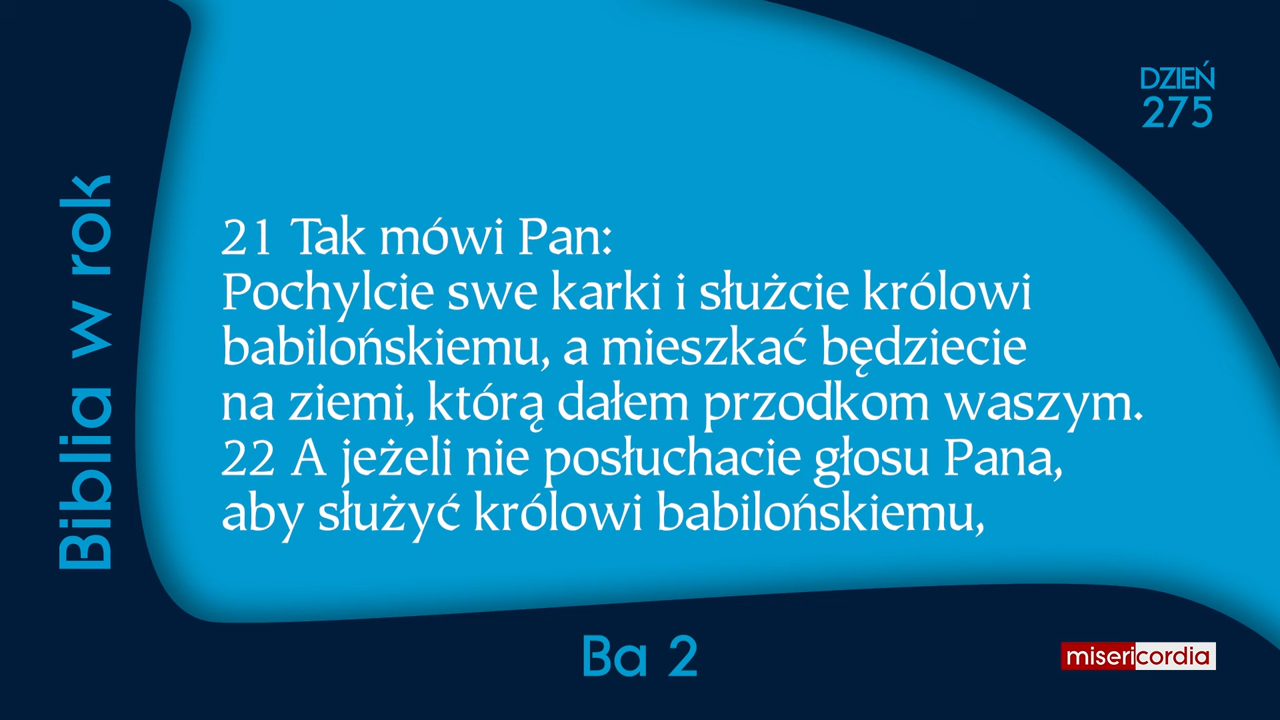 DZIEŃ
275
Biblia w rok
21 Tak mówi Pan:
Pochylcie swe karki i służcie królowi
babilońskiemu, a mieszkać będziecie
na ziemi, którą dałem przodkom waszym.
22 A jeżeli nie posłuchacie głosu Pana,
aby służyć królowi babilońskiemu,
Ba 2
misericordia